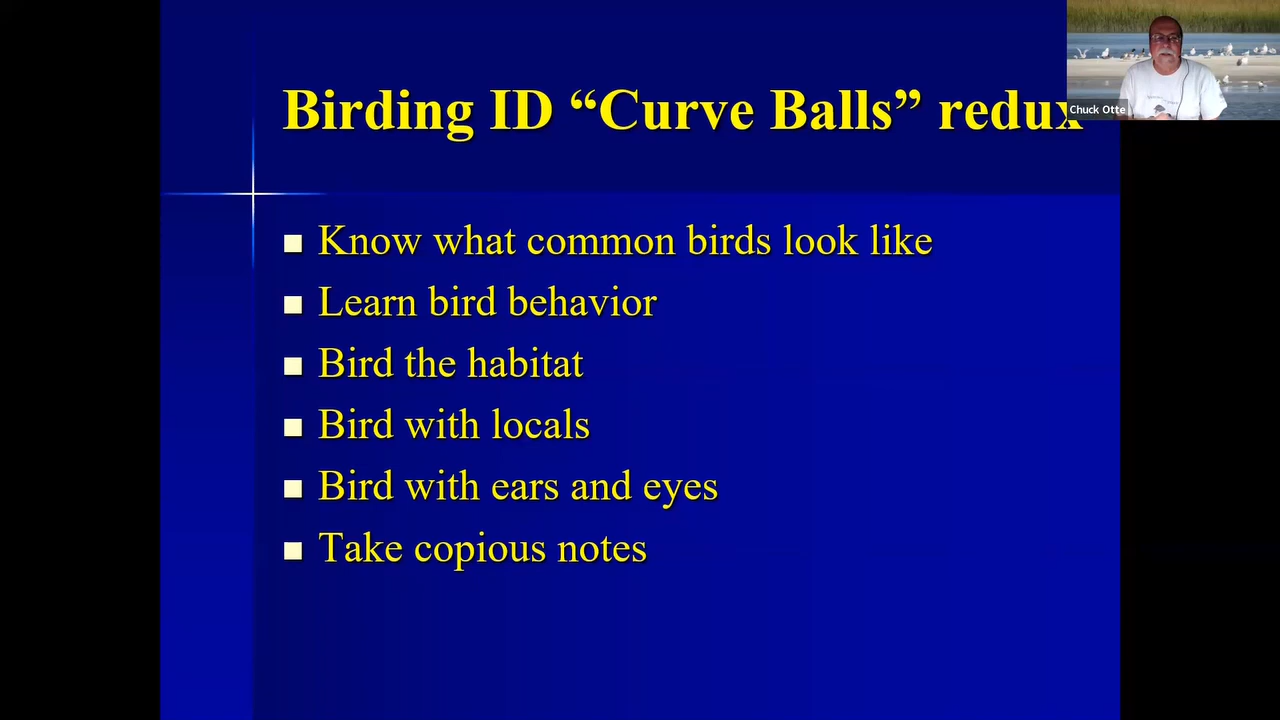 Birding ID “Curve Balls” redux
Chuck Otte
Know what common birds look like
Learn bird behavior
Bird the habitat
Bird with locals
Bird with ears and eyes
Take copious notes